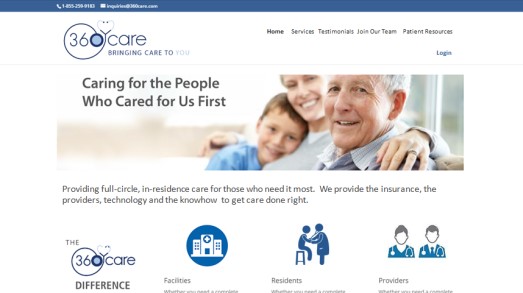 1-855-259-9183 inquiries@360care.com
360care
BRINGING CARE TO YOU
Home Services Testimonials Join Our Team Patient Resources
Login
Caring for the People
Who Cared for Us First
Providing full-circle, in-residence care for those who need it most. We provide the insurance, the
providers, technology and the knowhow to get care done right.
THE
360care
DIFFERENCE
Facilities Residents Providers
Whether you need a complete Whether you need a complete Whether you need a complete